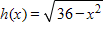 h(x) = √(36 − x²)